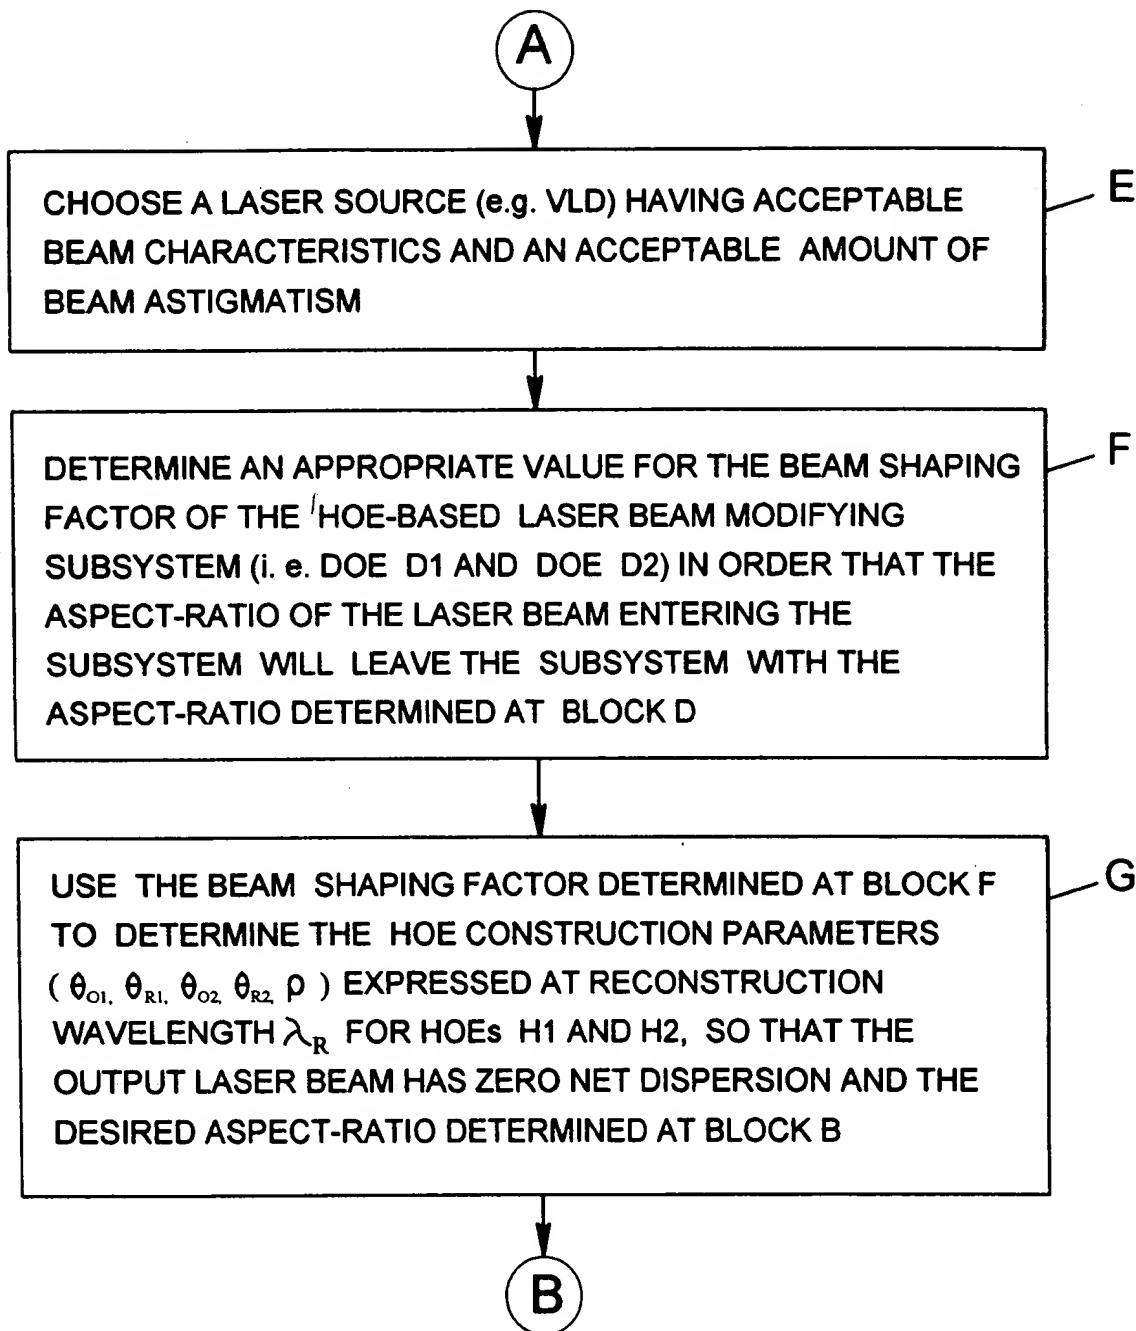 A
CHOOSE A LASER SOURCE (e.g. VLD) HAVING ACCEPTABLE
BEAM CHARACTERISTICS AND AN ACCEPTABLE AMOUNT OF
BEAM ASTIGMATISM
E
DETERMINE AN APPROPRIATE VALUE FOR THE BEAM SHAPING
FACTOR OF THE HOE-BASED LASER BEAM MODIFYING
SUBSYSTEM (i. e. DOE D1 AND DOE D2) IN ORDER THAT THE
ASPECT-RATIO OF THE LASER BEAM ENTERING THE
SUBSYSTEM WILL LEAVE THE SUBSYSTEM WITH THE
ASPECT-RATIO DETERMINED AT BLOCK D
F
USE THE BEAM SHAPING FACTOR DETERMINED AT BLOCK F
TO DETERMINE THE HOE CONSTRUCTION PARAMETERS
( θO1, θR1, θO2, θR2, ρ ) EXPRESSED AT RECONSTRUCTION
WAVELENGTH λR FOR HOEs H1 AND H2, SO THAT THE
OUTPUT LASER BEAM HAS ZERO NET DISPERSION AND THE
DESIRED ASPECT-RATIO DETERMINED AT BLOCK B
G
B